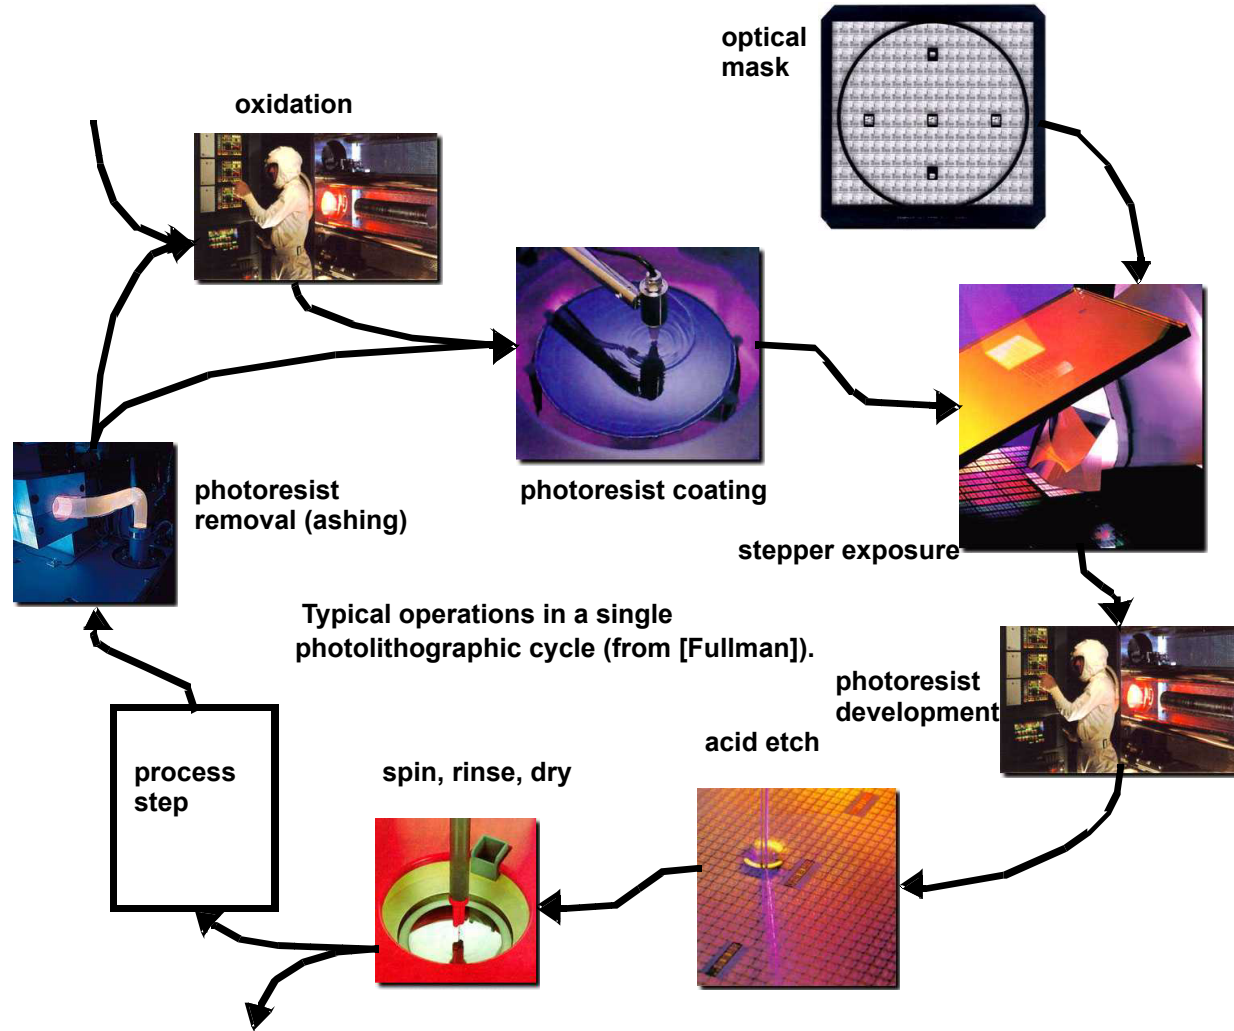 optical
mask
oxidation
photoresist
removal (ashing)
photoresist coating
stepper exposure
Typical operations in a single
photolithographic cycle (from [Fullman]).
photoresist
development
acid etch
spin, rinse, dry
process
step